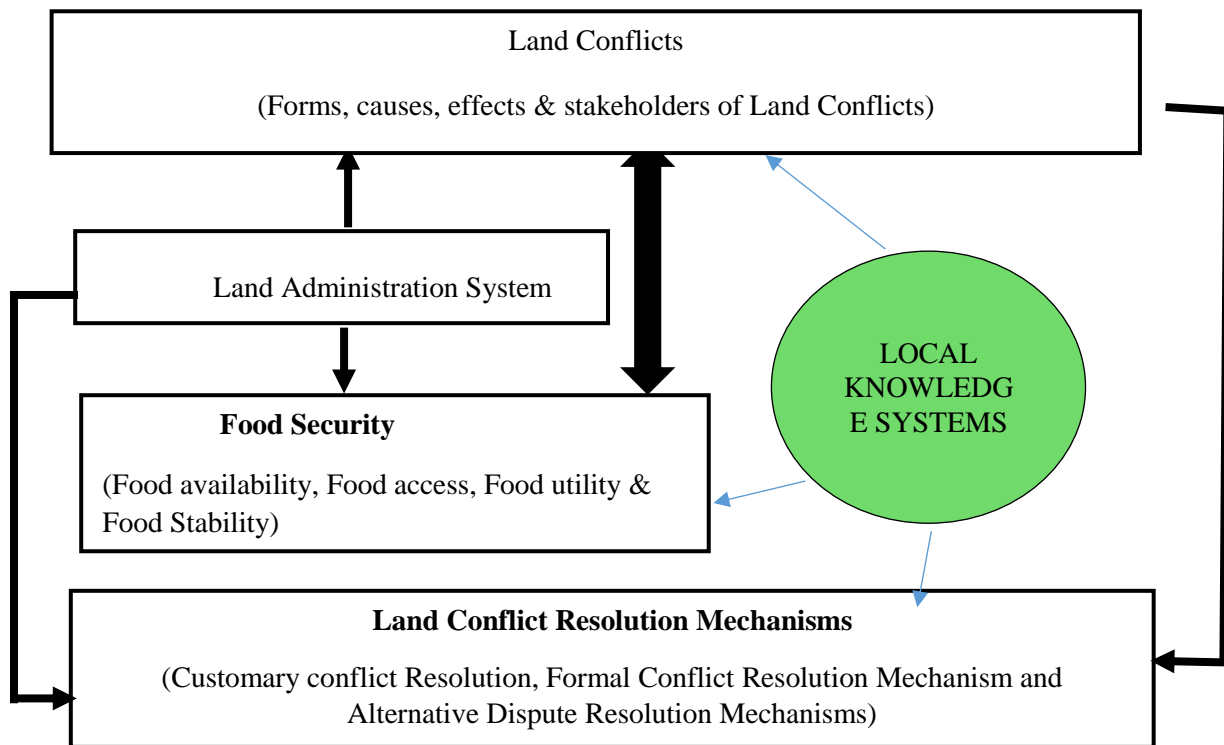 Land Conflicts
(Forms, causes, effects & stakeholders of Land Conflicts)
Land Administration System
LOCAL
KNOWLEDG
E SYSTEMS
Food Security
(Food availability, Food access, Food utility &
Food Stability)
Land Conflict Resolution Mechanisms
(Customary conflict Resolution, Formal Conflict Resolution Mechanism and
Alternative Dispute Resolution Mechanisms)